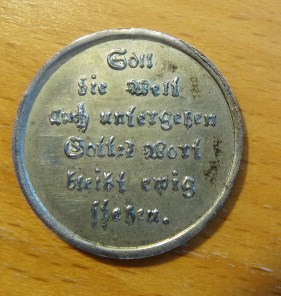 Soll
die Welt
auch untergehen
Gottes Wort
bleibt ewig
stehen.